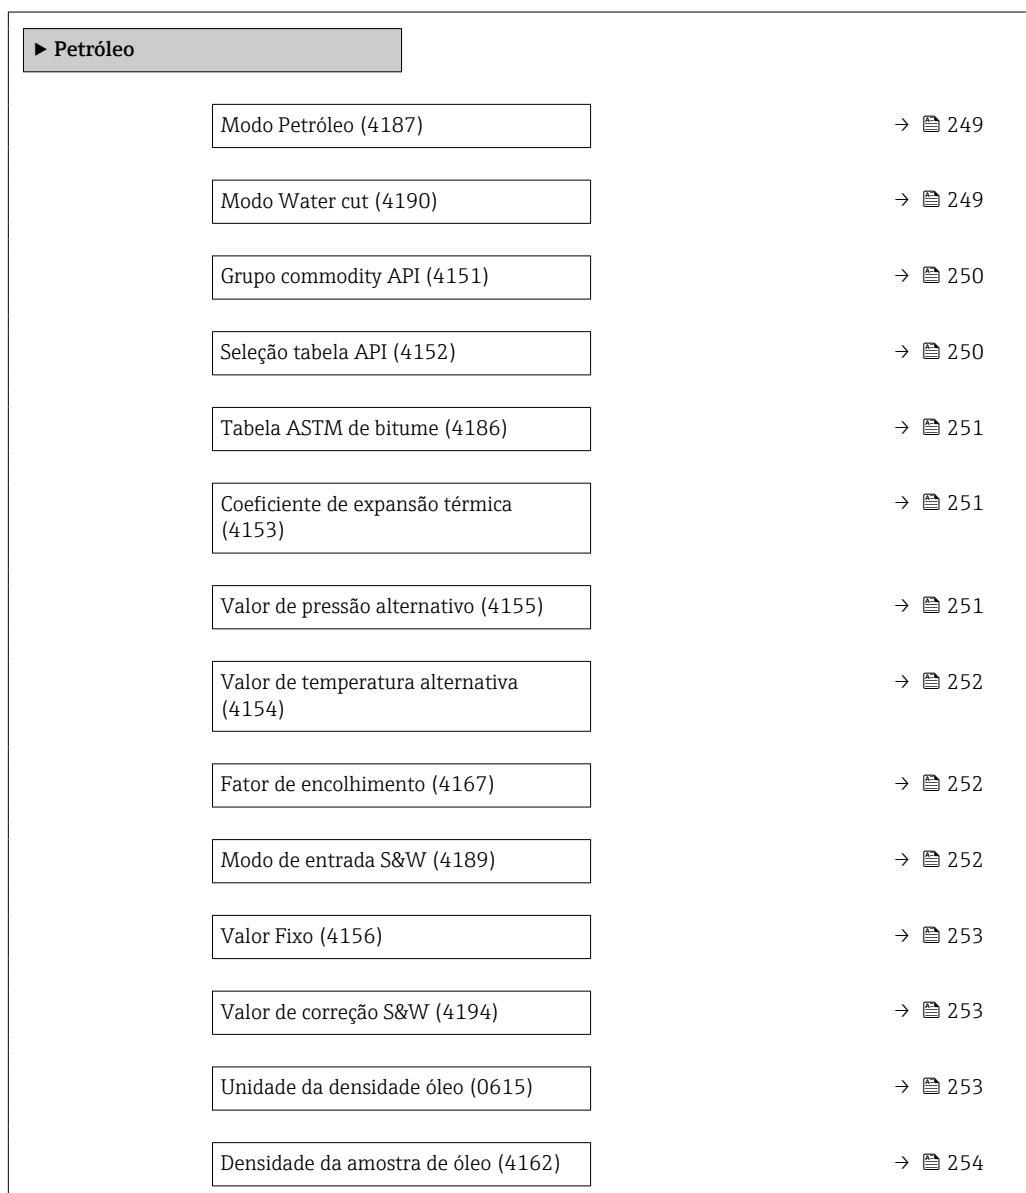 ▶ Petróleo
Modo Petróleo (4187) → 249
Modo Water cut (4190) → 249
Grupo commodity API (4151) → 250
Seleção tabela API (4152) → 250
Tabela ASTM de bitume (4186) → 251
Coeficiente de expansão térmica → 251
(4153)
Valor de pressão alternativo (4155) → 251
Valor de temperatura alternativa → 252
(4154)
Fator de encolhimento (4167) → 252
Modo de entrada S&W (4189) → 252
Valor Fixo (4156) → 253
Valor de correção S&W (4194) → 253
Unidade da densidade óleo (0615) → 253
Densidade da amostra de óleo (4162) → 254